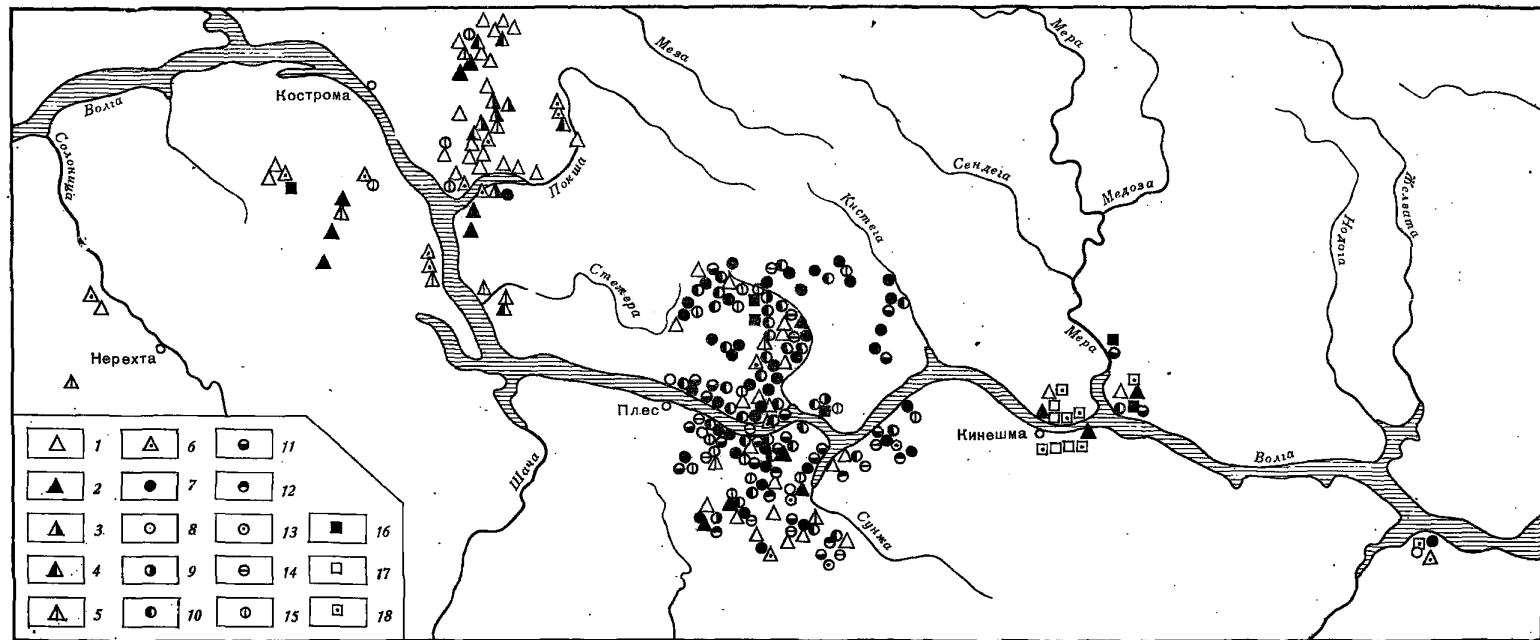 Мера
Меза
Кострома
Волга
Солоница
Сендега
Покша
Медоза
Желвата
Кистега
Нодога
Стежера
Мера
Нерехта
Плес
Кинешма
Волга
Шача
Сунжа
1 6 11
2 7 12
3 8 13 16
4 9 14 17
5 10 15 18